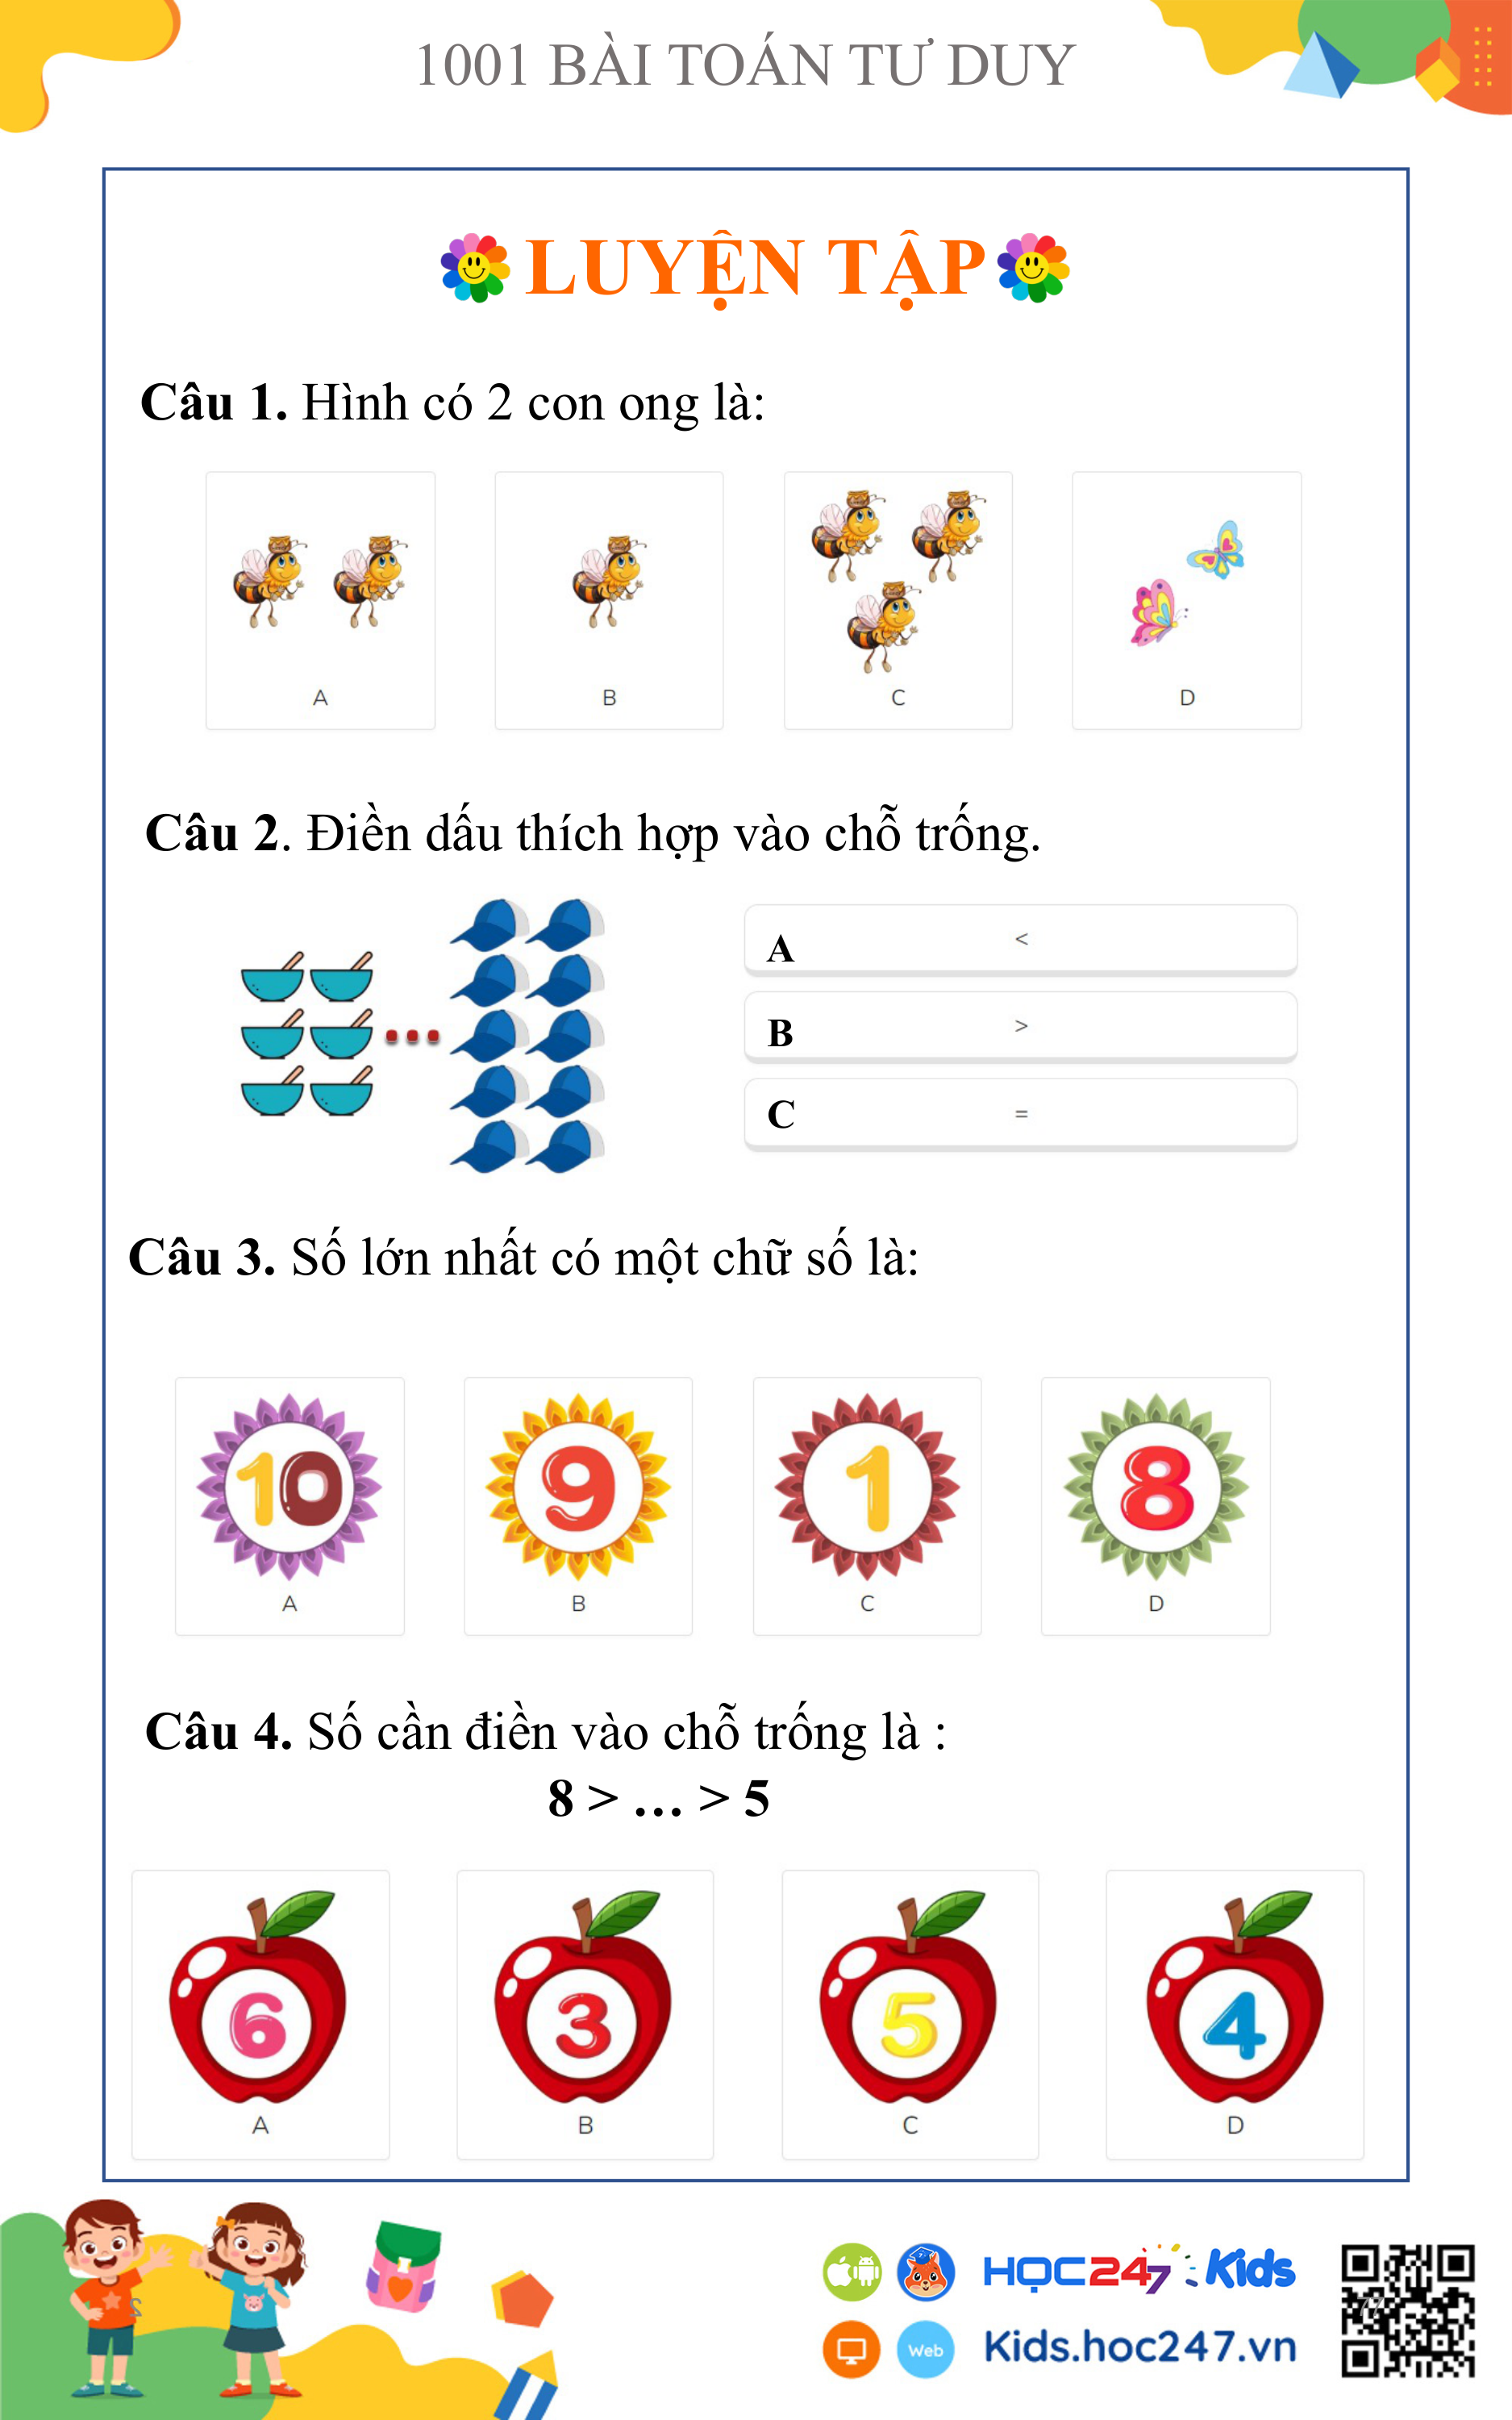 1001 BÀI TOÁN TƯ DUY
LUYỆN TẬP
Câu 1. Hình có 2 con ong là:
A B C D
Câu 2. Điền dấu thích hợp vào chỗ trống.
...
A <
B >
C =
Câu 3. Số lớn nhất có một chữ số là:
10 9 1 8
A B C D
Câu 4. Số cần điền vào chỗ trống là :
8 > ... > 5
6 3 5 4
A B C D
HỌC247 Kids
Web Kids.hoc247.vn